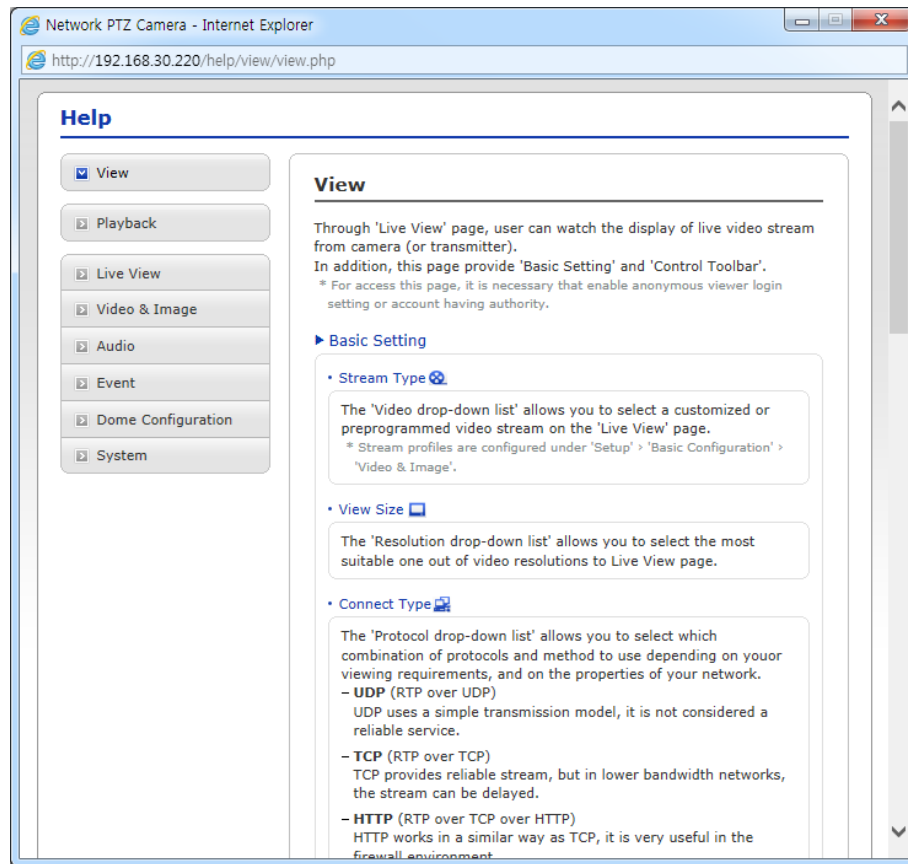 Network PTZ Camera - Internet Explorer
http://192.168.30.220/help/view/view.php
Help
View
Playback
Live View
Video & Image
Audio
Event
Dome Configuration
System
View
Through 'Live View' page, user can watch the display of live video stream
from camera (or transmitter).
In addition, this page provide 'Basic Setting' and 'Control Toolbar'.
* For access this page, it is necessary that enable anonymous viewer login
setting or account having authority.
Basic Setting
• Stream Type
The 'Video drop-down list' allows you to select a customized or
preprogrammed video stream on the 'Live View' page.
* Stream profiles are configured under 'Setup' > 'Basic Configuration' >
'Video & Image'.
• View Size
The 'Resolution drop-down list' allows you to select the most
suitable one out of video resolutions to Live View page.
• Connect Type
The 'Protocol drop-down list' allows you to select which
combination of protocols and method to use depending on youor
viewing requirements, and on the properties of your network.
– UDP (RTP over UDP)
UDP uses a simple transmission model, it is not considered a
reliable service.
– TCP (RTP over TCP)
TCP provides reliable stream, but in lower bandwidth networks,
the stream can be delayed.
– HTTP (RTP over TCP over HTTP)
HTTP works in a similar way as TCP, it is very useful in the
firewall environment